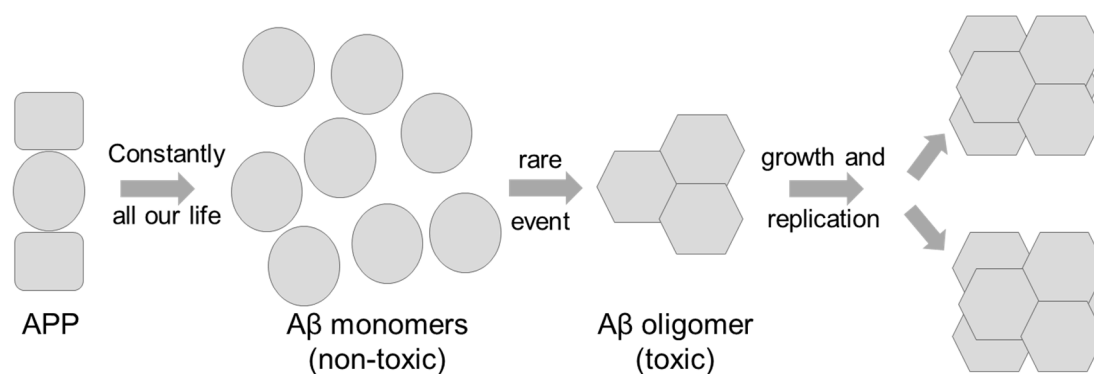 Constantly
all our life
rare
event
growth and
replication
APP
Aβ monomers
(non-toxic)
Aβ oligomer
(toxic)